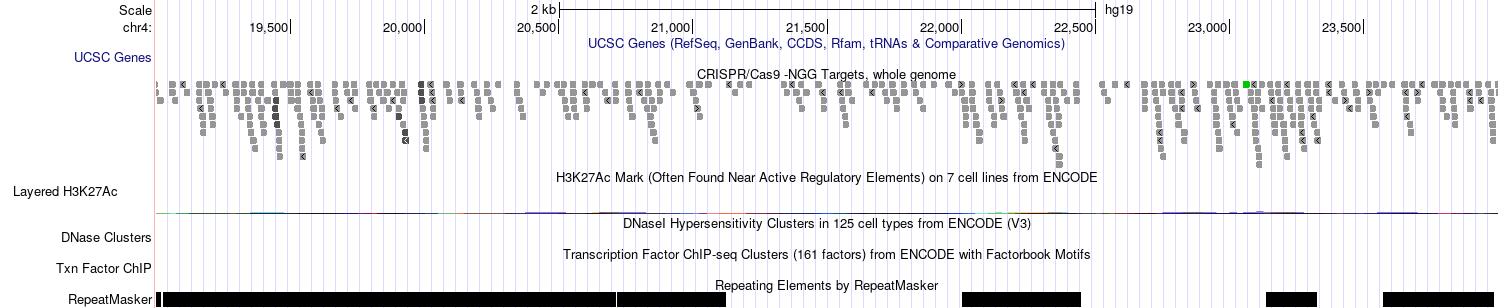 Scale 2 kb hg19
chr4: 19,500 20,000 20,500 21,000 21,500 22,000 22,500 23,000 23,500
UCSC Genes (RefSeq, GenBank, CCDS, Rfam, tRNAs & Comparative Genomics)
UCSC Genes
CRISPR/Cas9 -NGG Targets, whole genome
H3K27Ac Mark (Often Found Near Active Regulatory Elements) on 7 cell lines from ENCODE
Layered H3K27Ac
DNaseI Hypersensitivity Clusters in 125 cell types from ENCODE (V3)
DNase Clusters
Transcription Factor ChIP-seq Clusters (161 factors) from ENCODE with Factorbook Motifs
Txn Factor ChIP
Repeating Elements by RepeatMasker
RepeatMasker